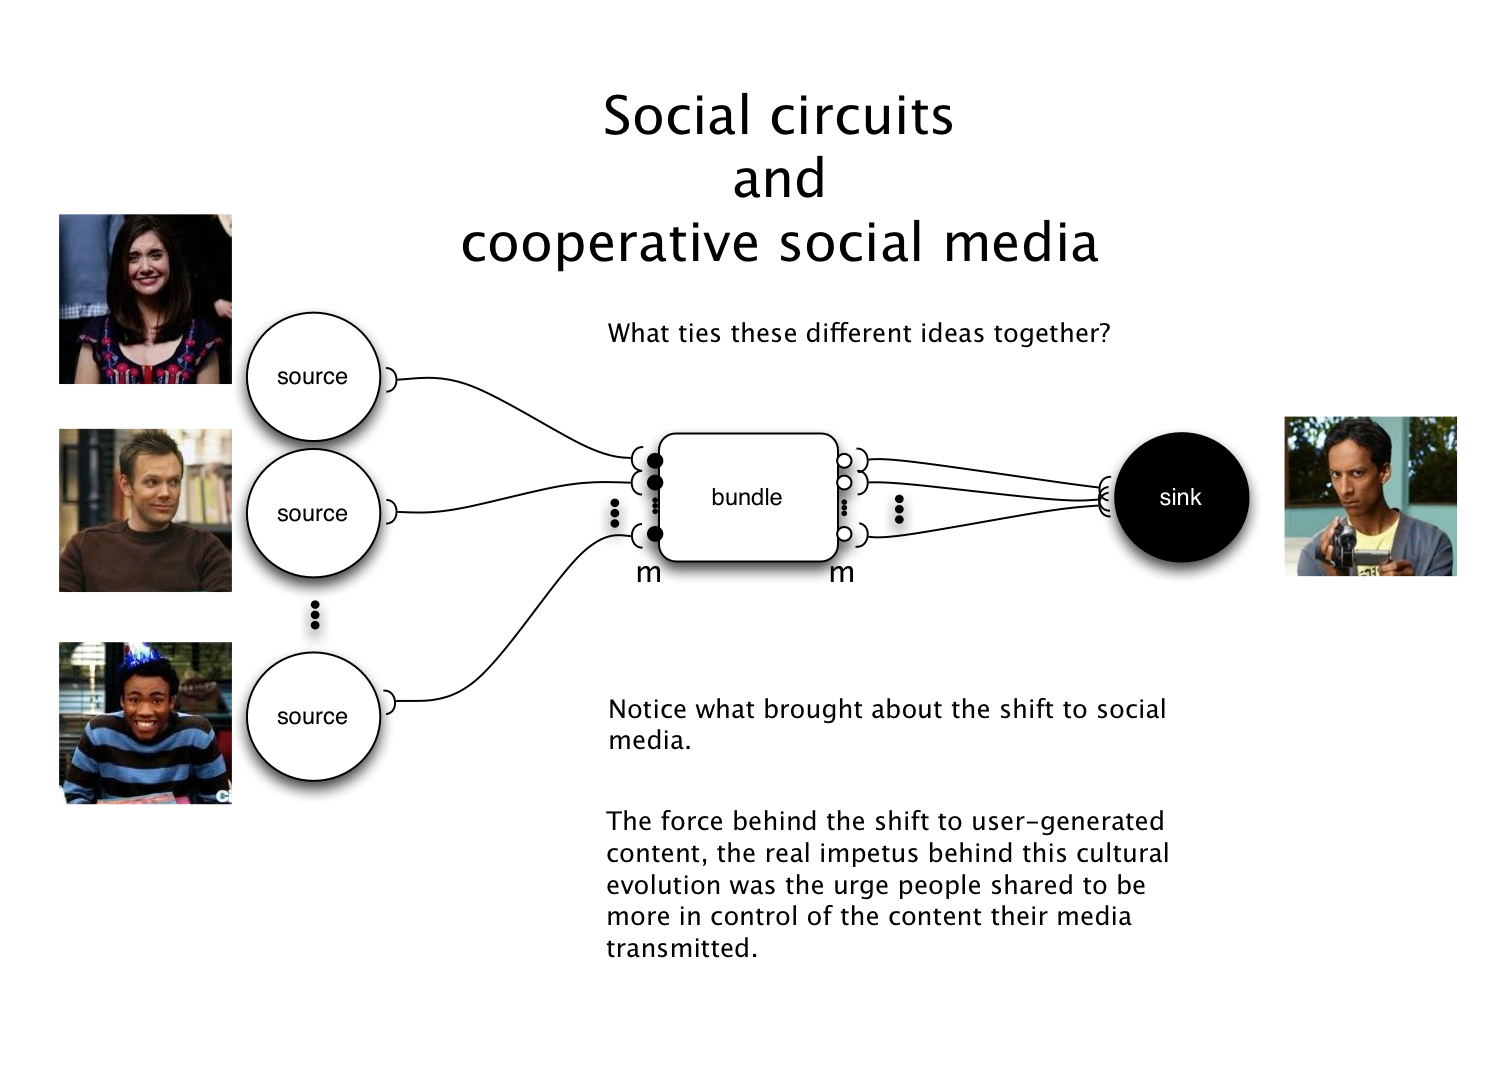 Social circuits
and
cooperative social media
What ties these different ideas together?
source
source
source
bundle
m
m
sink
Notice what brought about the shift to social
media.
The force behind the shift to user-generated
content, the real impetus behind this cultural
evolution was the urge people shared to be
more in control of the content their media
transmitted.